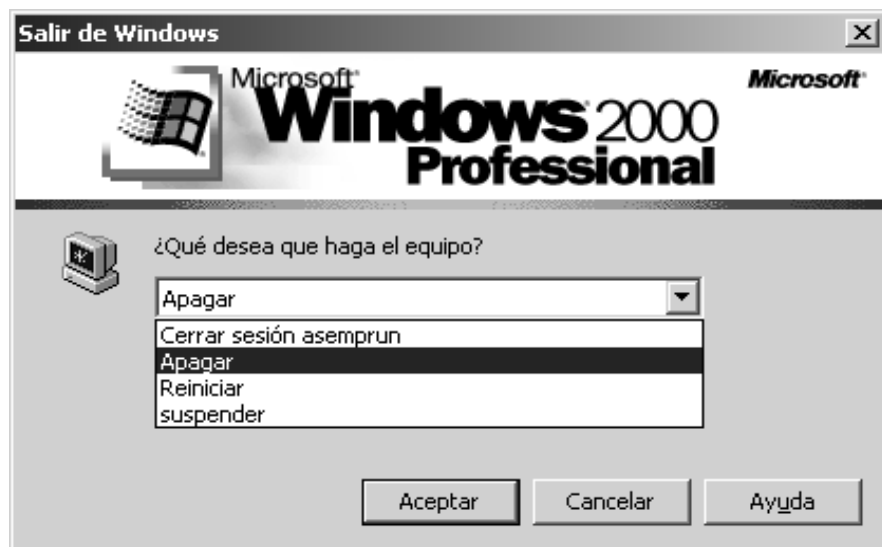 Salir de Windows
Microsoft
Windows 2000
Professional
Microsoft
¿Qué desea que haga el equipo?
Apagar
Cerrar sesión asemprun
Apagar
Reiniciar
suspender
Aceptar Cancelar Ayuda